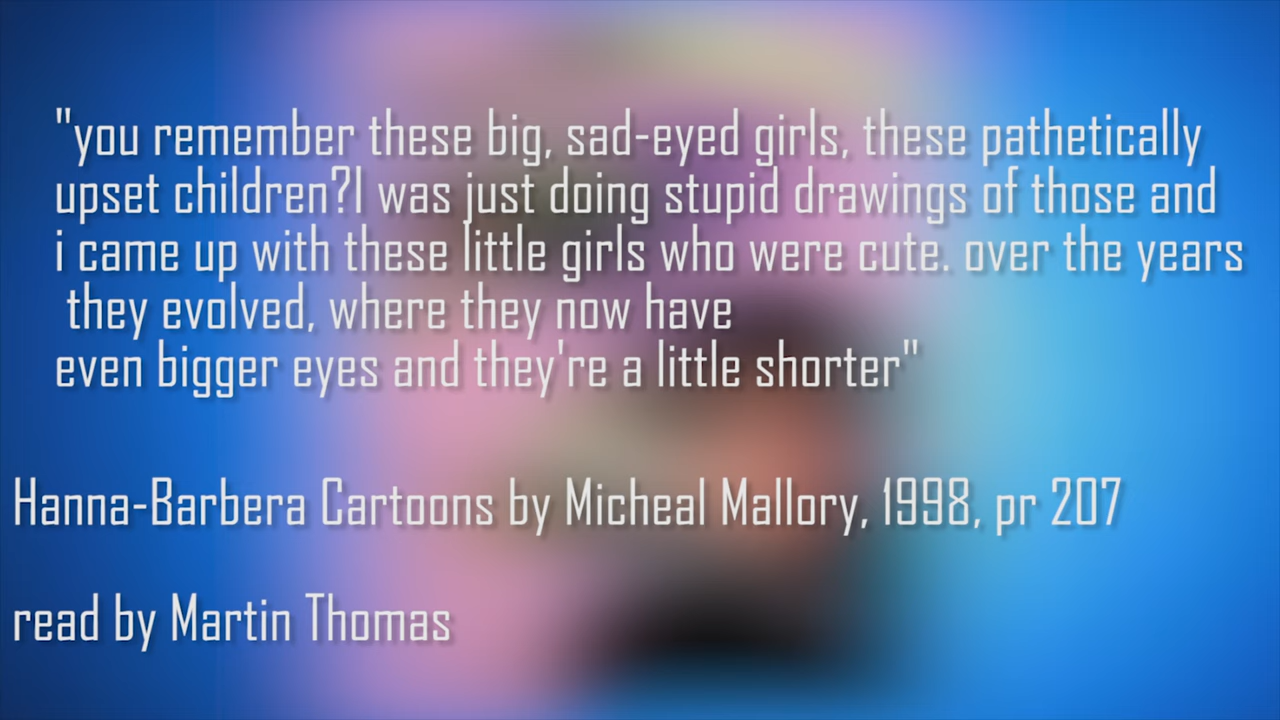 "you remember these big, sad-eyed girls, these pathetically
upset children?I was just doing stupid drawings of those and
i came up with these little girls who were cute. over the years
they evolved, where they now have
even bigger eyes and they're a little shorter"
Hanna-Barbera Cartoons by Micheal Mallory, 1998, pr 207
read by Martin Thomas